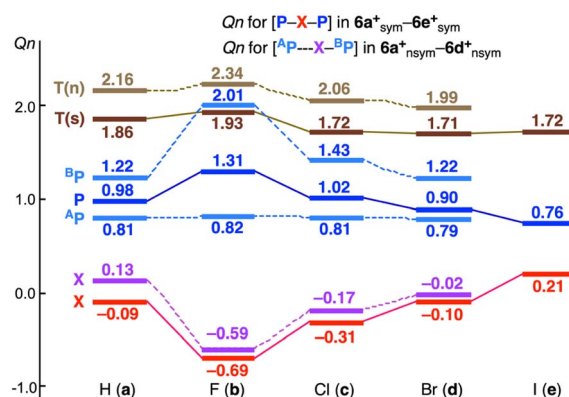 Qn for [P–X–P] in 6a⁺sym–6e⁺sym
Qn for [ᴬP---X–ᴮP] in 6a⁺nsym–6d⁺nsym
Qn
T(n) 2.16 2.34 2.06 1.99
2.01
2.0
T(s) 1.86 1.93 1.72 1.71 1.72
ᴮP 1.22 1.43 1.22
P 0.98 1.31 1.02 0.90 0.76
1.0
ᴬP 0.81 0.82 0.81 0.79
X 0.13 −0.59 −0.17 −0.02
0.0
X −0.09 −0.69 −0.31 −0.10 0.21
-1.0
H (a) F (b) Cl (c) Br (d) I (e)